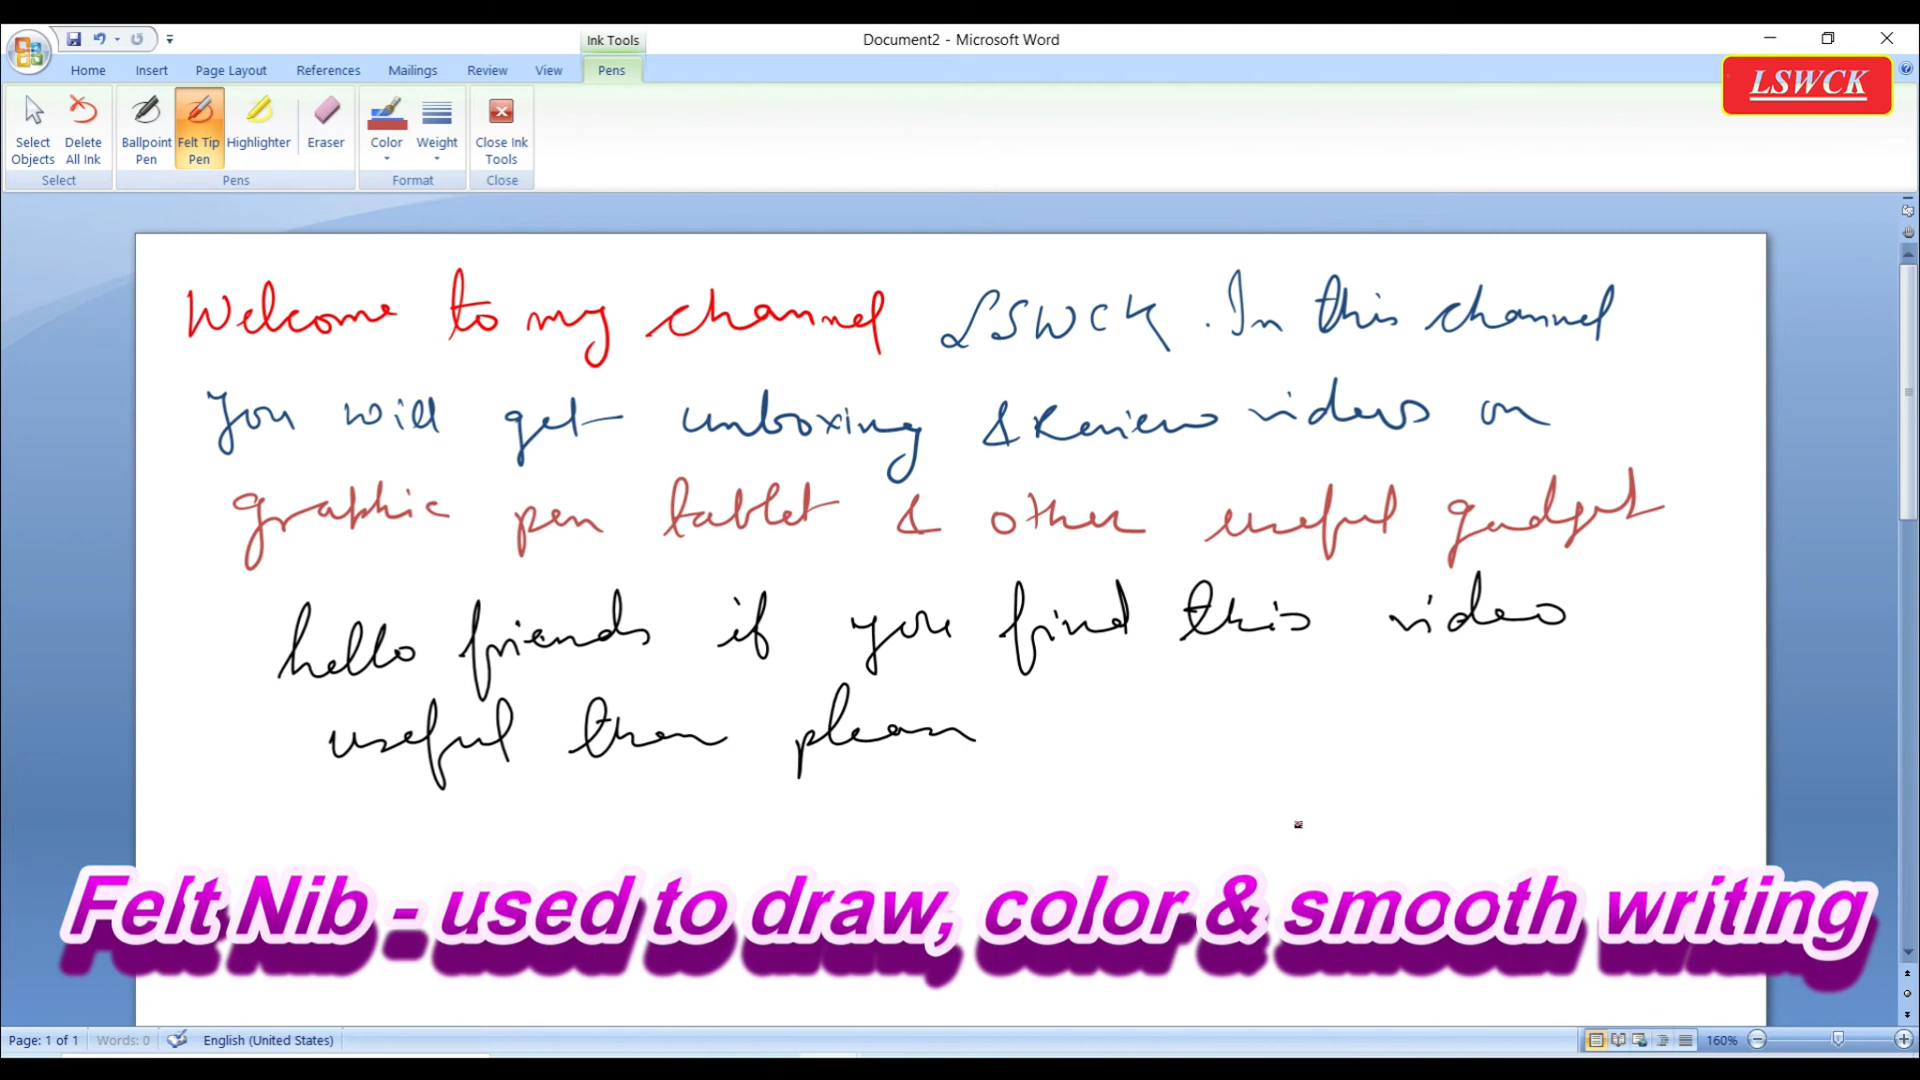 Ink Tools
Document2 - Microsoft Word
Home Insert Page Layout References Mailings Review View Pens
LSWCK
Select Objects
Delete All Ink
Ballpoint Pen
Felt Tip Pen
Highlighter
Eraser
Color
Weight
Close Ink Tools
Select Pens Format Close
Welcome to my channel LSWCK. In this channel
you will get unboxing & Review videos on
graphic pen tablet & other useful gadget
hello friends if you find this video
useful then please
Felt Nib - used to draw, color & smooth writing
Page: 1 of 1 Words: 0 English (United States) 160%